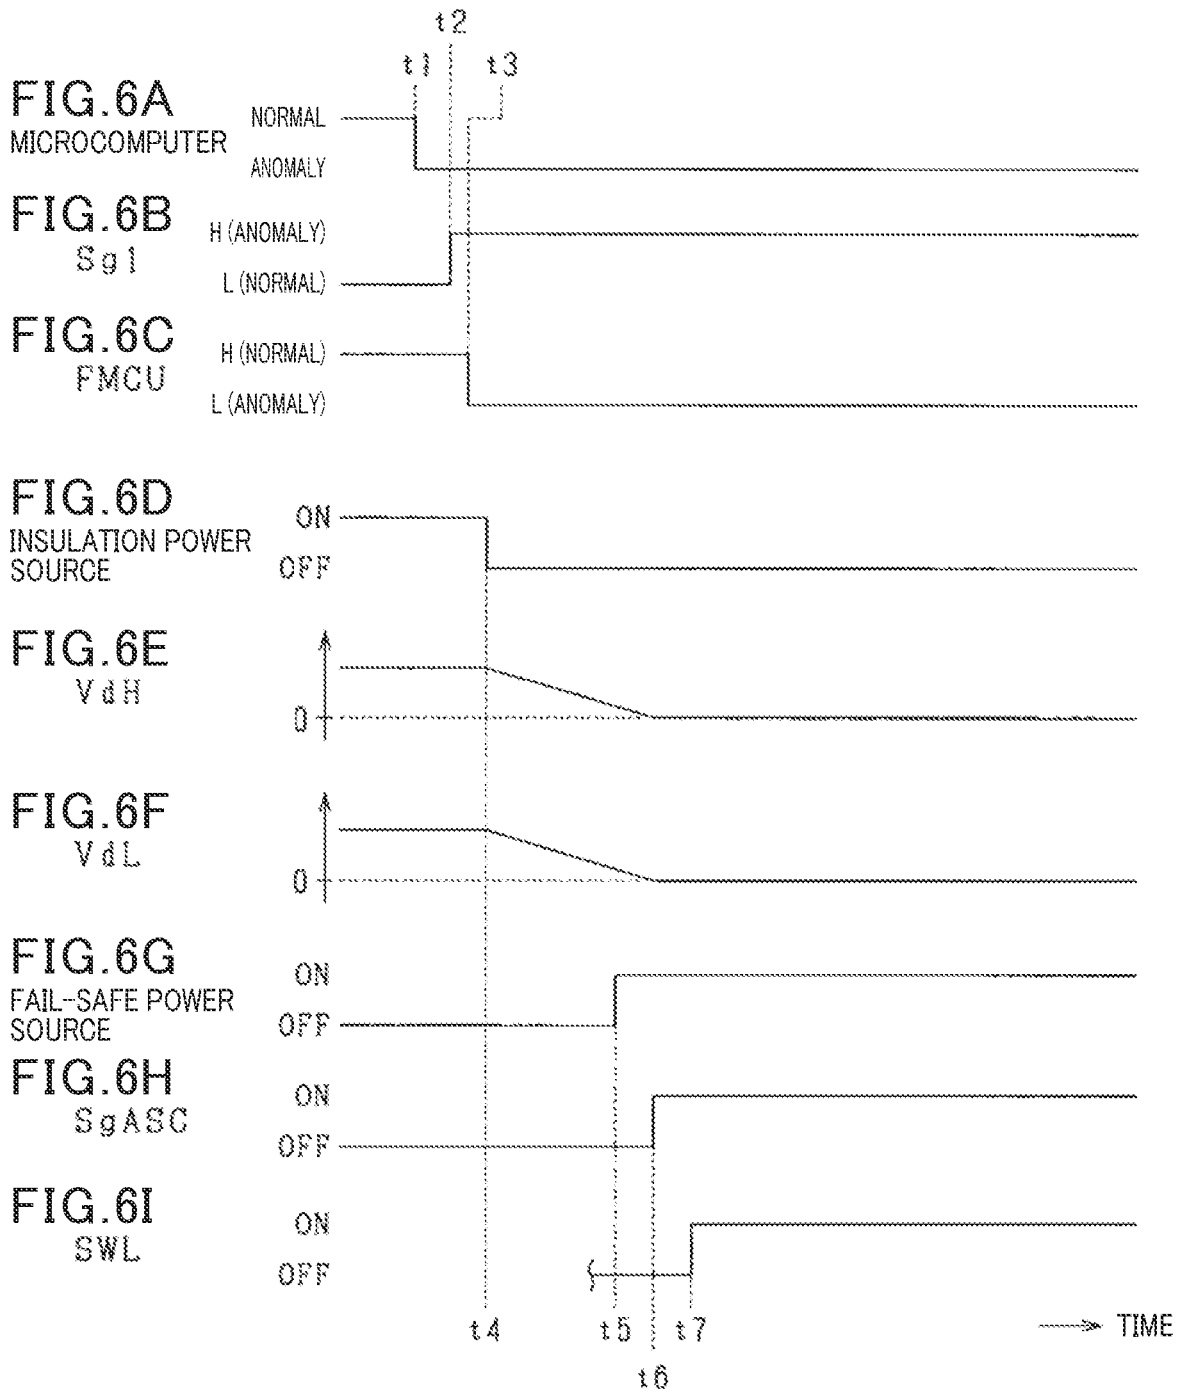 t2
t1
t3
FIG.6A
MICROCOMPUTER
NORMAL
ANOMALY
FIG.6B
Sg1
H (ANOMALY)
L (NORMAL)
FIG.6C
FMCU
H (NORMAL)
L (ANOMALY)
FIG.6D
INSULATION POWER
SOURCE
ON
OFF
FIG.6E
VdH
0
FIG.6F
VdL
0
FIG.6G
FAIL-SAFE POWER
SOURCE
ON
OFF
FIG.6H
SgASC
ON
OFF
FIG.6I
SWL
ON
OFF
t4
t5
t7
TIME
t6